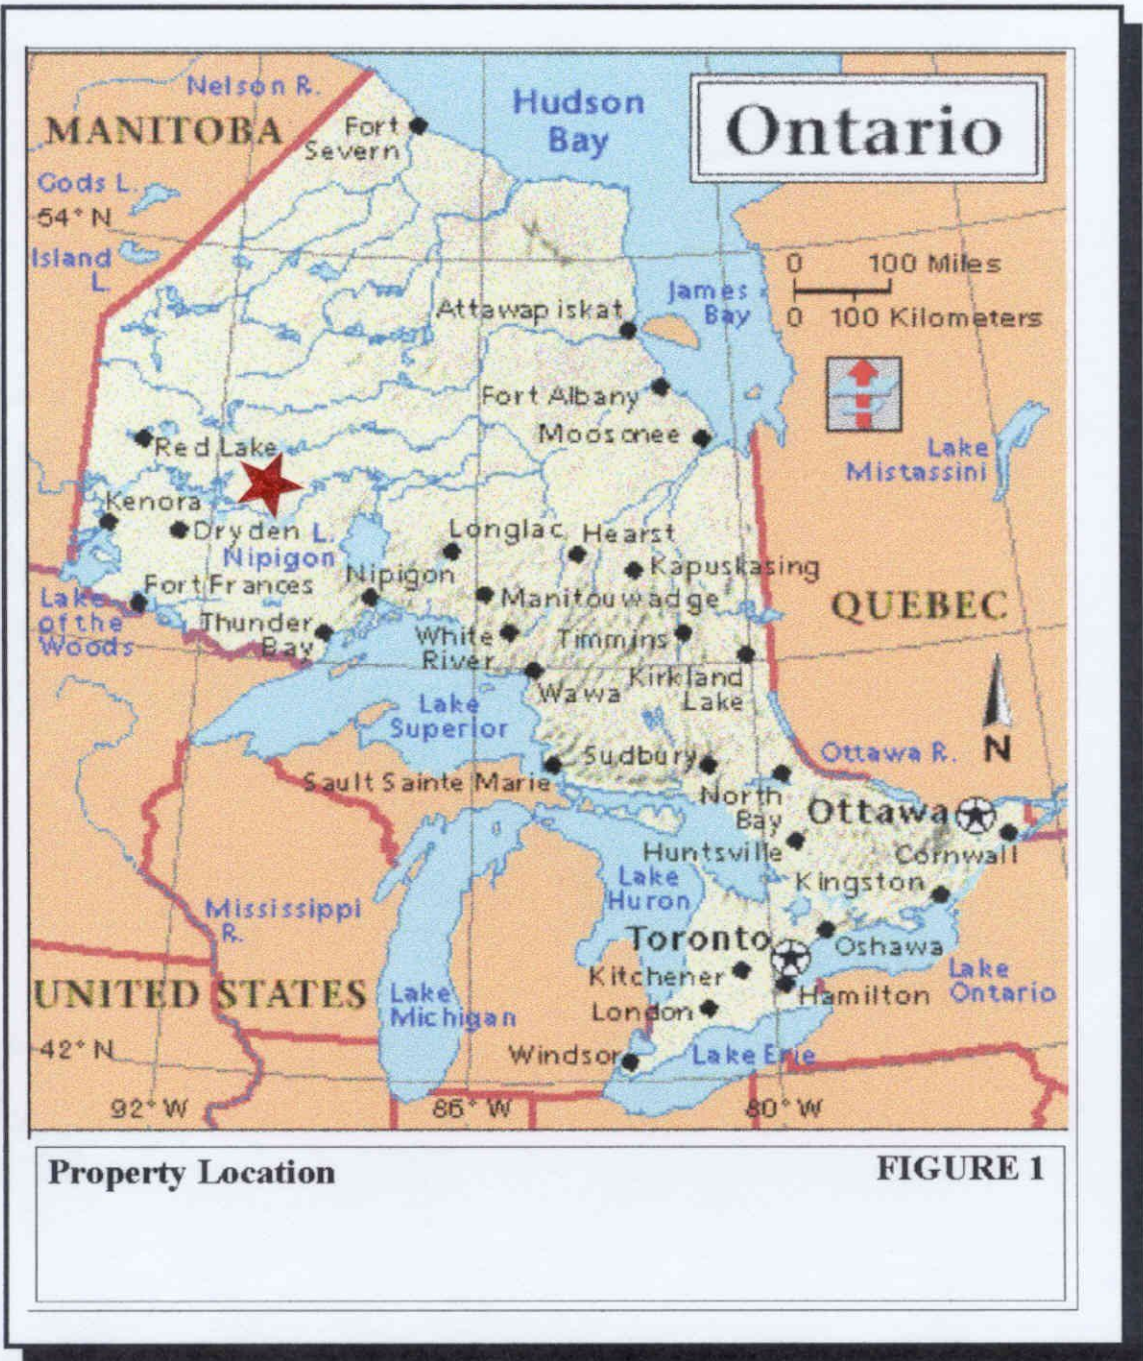 Nelson R.
MANITOBA
Hudson
Bay
Ontario
Fort
Severn
Gods L.
54° N
Island
L.
0 100 Miles
0 100 Kilometers
James
Bay
Attawapiskat
Fort Albany
Moosonee
Red Lake
Lake
Mistassini
Kenora
Dryden
L.
Nipigon
Longlac
Hearst
Kapuskasing
Fort Frances
Nipigon
Manitouwadge
QUEBEC
Lake
of the
Woods
Thunder
Bay
White
River
Timmins
Wawa
Kirkland
Lake
N
Lake
Superior
Sudbury
Ottawa R.
Sault Sainte Marie
North
Bay
Ottawa
Huntsville
Cornwall
Lake
Huron
Kingston
Mississippi
R.
Toronto
Oshawa
Kitchener
Lake
Ontario
UNITED STATES
Lake
Michigan
Hamilton
London
42° N
Windsor
Lake Erie
92° W
86° W
80° W
Property Location
FIGURE 1